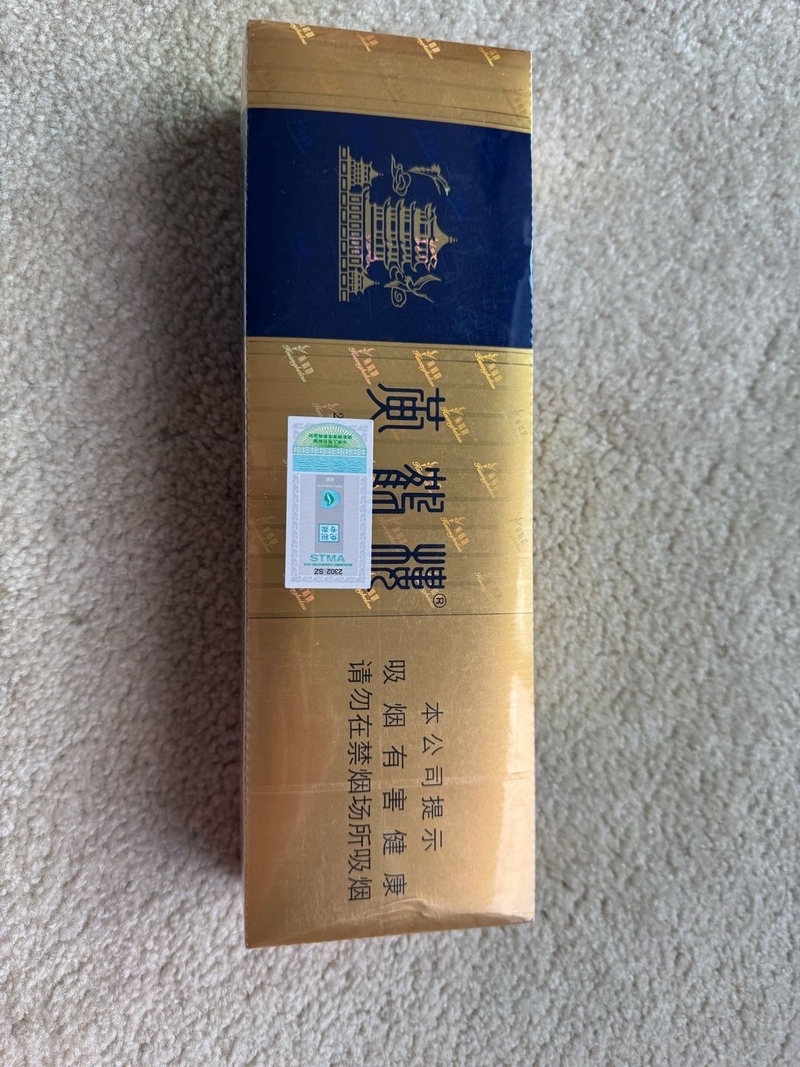 黄鹤楼®
STMA
2302 SZ
本公司提示
吸烟有害健康
请勿在禁烟场所吸烟